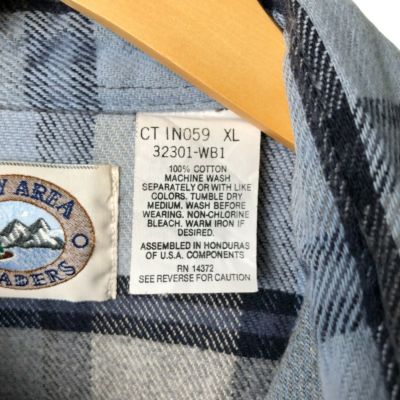 CT IN059 XL
32301-WB1
100% COTTON
MACHINE WASH
SEPARATELY OR WITH LIKE
COLORS. TUMBLE DRY
MEDIUM. WASH BEFORE
WEARING. NON-CHLORINE
BLEACH. WARM IRON IF
DESIRED.
ASSEMBLED IN HONDURAS
OF U.S.A. COMPONENTS
RN 14372
SEE REVERSE FOR CAUTION
Y AREA
ADERS